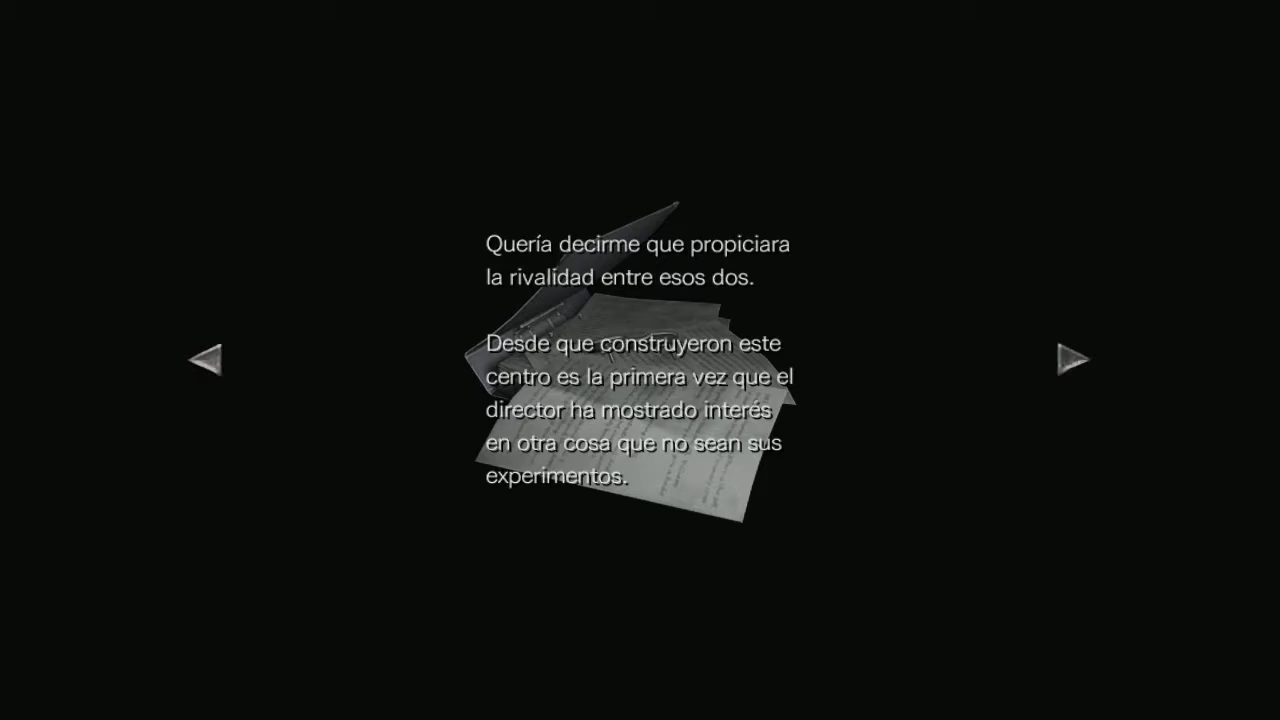 Quería decirme que propiciara
la rivalidad entre esos dos.
Desde que construyeron este
centro es la primera vez que el
director ha mostrado interés
en otra cosa que no sean sus
experimentos.